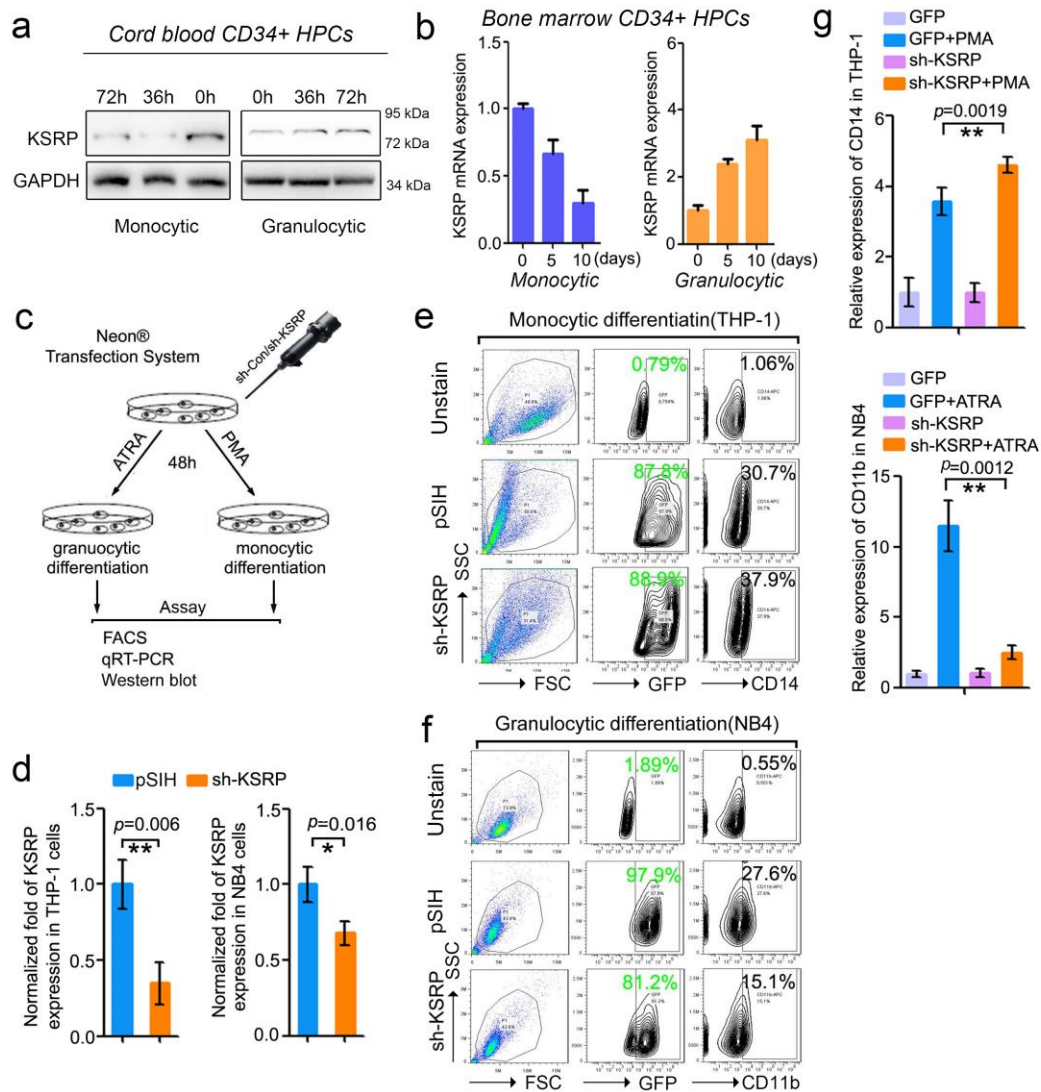 a
Cord blood CD34+ HPCs
72h 36h 0h
0h 36h 72h
KSRP
GAPDH
95 kDa
72 kDa
34 kDa
Monocytic
Granulocytic
b
Bone marrow CD34+ HPCs
KSRP mRNA expression
1.5
1.0
0.5
0.0
0 5 10 (days)
Monocytic
KSRP mRNA expression
5
4
3
2
1
0
0 5 10 (days)
Granulocytic
c
Neon®
Transfection System
sh-Con/sh-KSRP
ATRA
48h
PMA
granuocytic
differentiation
monocytic
differentiation
Assay
FACS
qRT-PCR
Western blot
d
pSIH
sh-KSRP
Normalized fold of KSRP
expression in THP-1 cells
1.5
1.0
0.5
0.0
p=0.006
**
Normalized fold of KSRP
expression in NB4 cells
1.5
1.0
0.5
0.0
p=0.016
*
e
Monocytic differentiatin(THP-1)
Unstain
0.79%
1.06%
pSIH
87.8%
30.7%
sh-KSRP
88.9%
37.9%
SSC
FSC
GFP
CD14
f
Granulocytic differentiation(NB4)
Unstain
1.89%
0.55%
pSIH
97.9%
27.6%
sh-KSRP
81.2%
15.1%
SSC
FSC
GFP
CD11b
g
GFP
GFP+PMA
sh-KSRP
sh-KSRP+PMA
Relative expression of CD14 in THP-1
p=0.0019
**
6
4
2
0
GFP
GFP+ATRA
sh-KSRP
sh-KSRP+ATRA
Relative expression of CD11b in NB4
p=0.0012
**
15
10
5
0